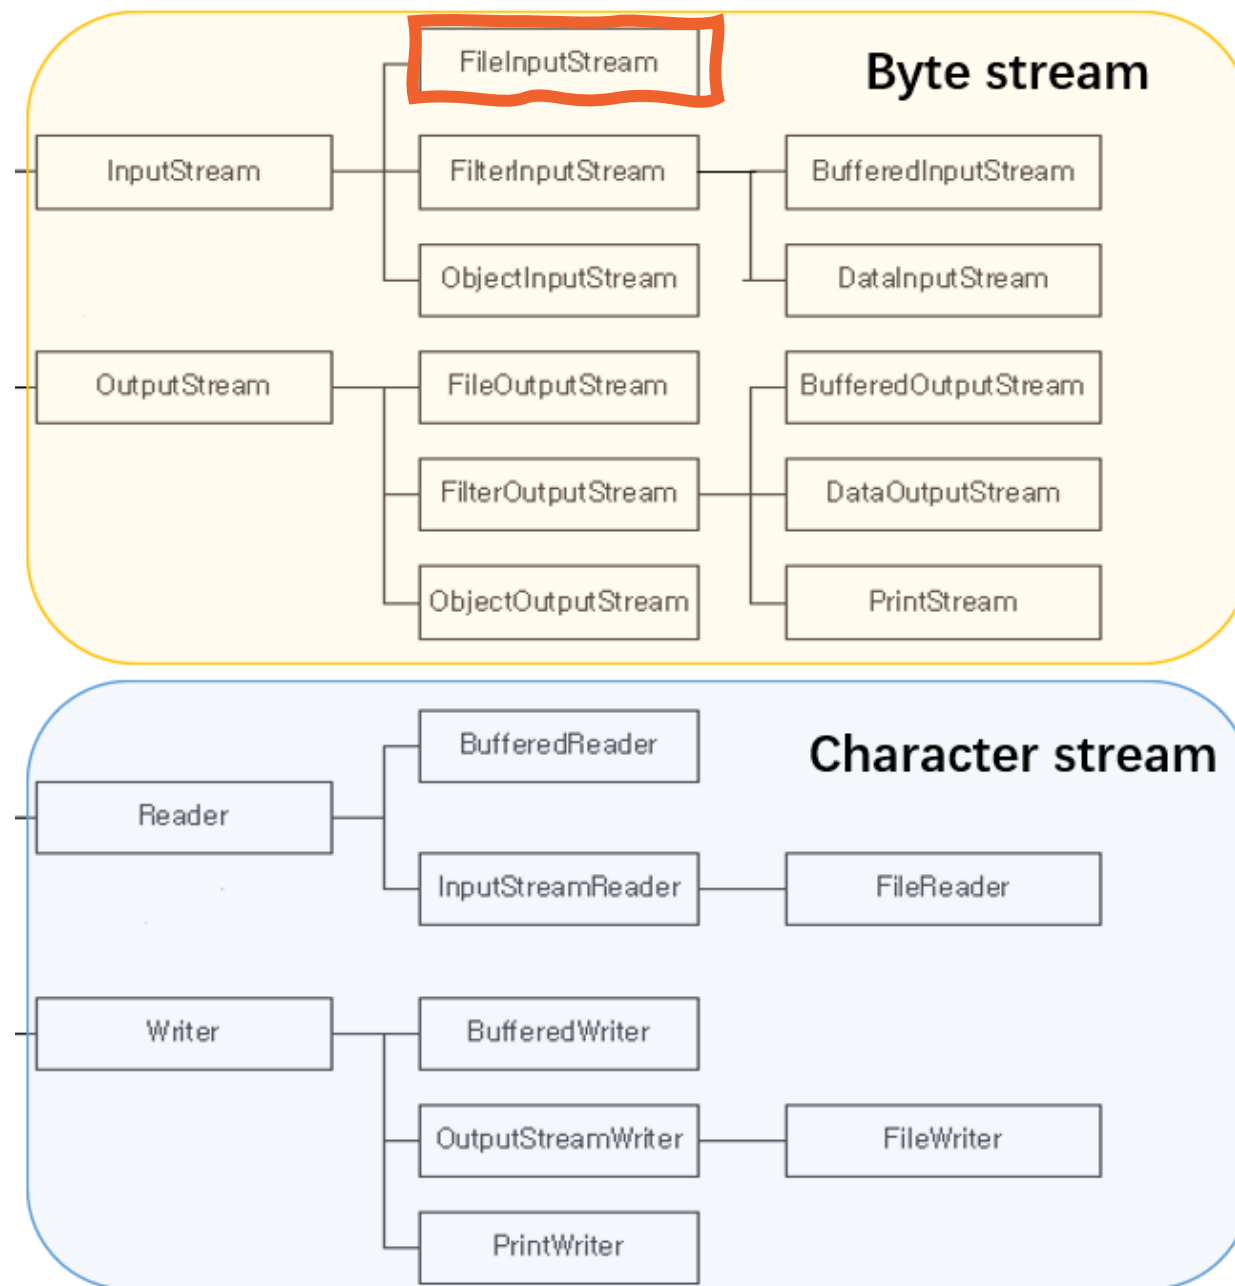 FileInputStream
Byte stream
InputStream
FilterInputStream
BufferedInputStream
ObjectInputStream
DataInputStream
OutputStream
FileOutputStream
BufferedOutputStream
FilterOutputStream
DataOutputStream
ObjectOutputStream
PrintStream
BufferedReader
Character stream
Reader
InputStreamReader
FileReader
Writer
BufferedWriter
OutputStreamWriter
FileWriter
PrintWriter